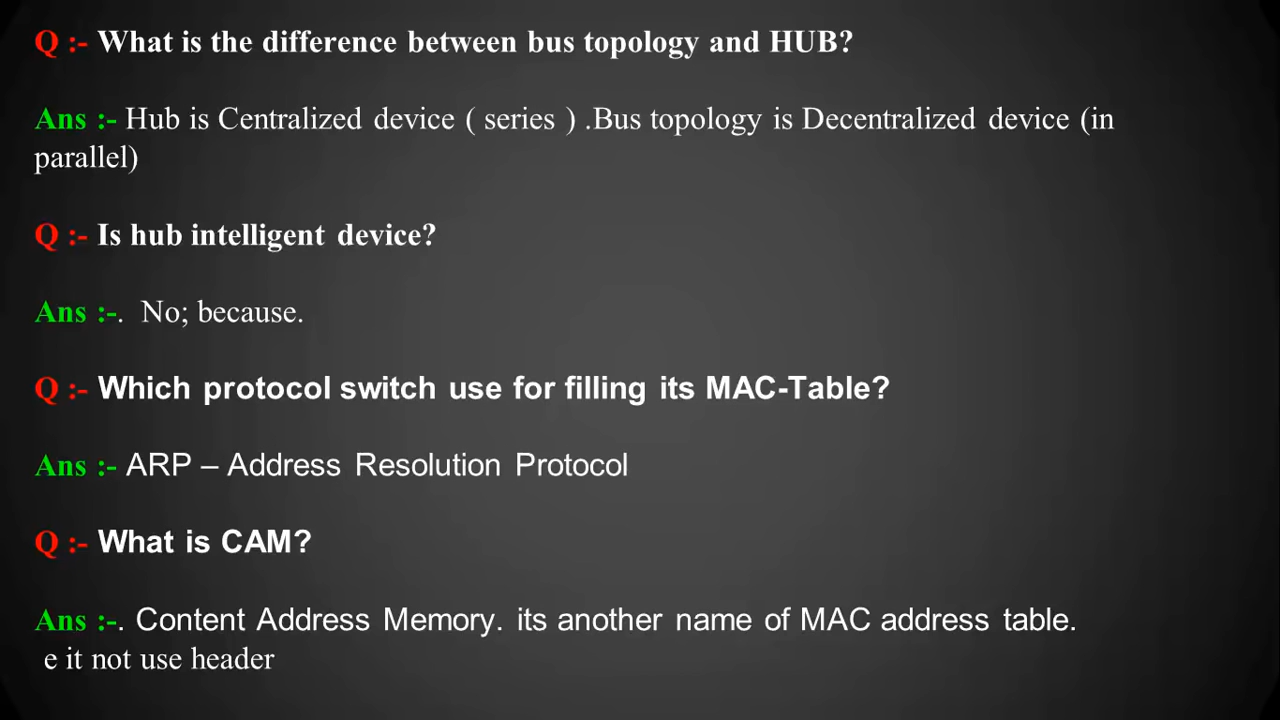 Q :- What is the difference between bus topology and HUB?
Ans :- Hub is Centralized device ( series ) .Bus topology is Decentralized device (in
parallel)
Q :- Is hub intelligent device?
Ans :-. No; because.
Q :- Which protocol switch use for filling its MAC-Table?
Ans :- ARP – Address Resolution Protocol
Q :- What is CAM?
Ans :-. Content Address Memory. its another name of MAC address table.
e it not use header